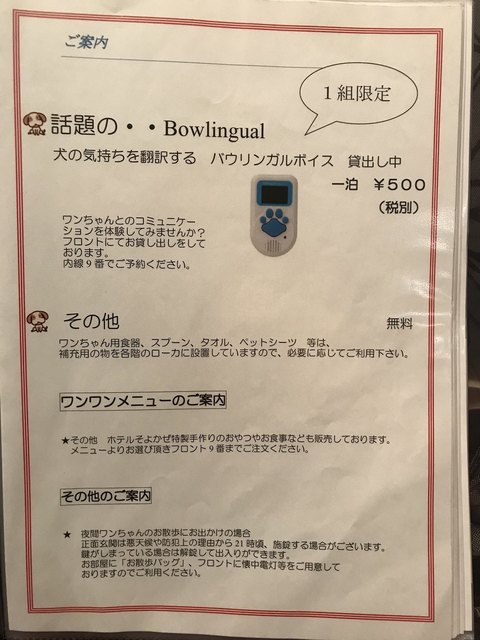 ご案内
1組限定
話題の・・Bowlingual
犬の気持ちを翻訳する　バウリンガルボイス　貸出し中
一泊　￥500
（税別）
ワンちゃんとのコミュニケー
ションを体験してみませんか？
フロントにてお貸し出しをして
おります。
内線9番でご予約ください。
その他　無料
ワンちゃん用食器、スプーン、タオル、ペットシーツ　等は、
補充用の物を各階のローカに設置していますので、必要に応じてご利用下さい。
ワンワンメニューのご案内
★その他　ホテルそよかぜ特製手作りのおやつやお食事なども販売しております。
メニューよりお選び頂きフロント9番までご注文ください。
その他のご案内
★　夜間ワンちゃんのお散歩にお出かけの場合
正面玄関は悪天候や防犯上の理由から21時頃、施錠する場合がございます。
鍵がしまっている場合は解錠して出入りができます。
お部屋に「お散歩バッグ」、フロントに懐中電灯等をご用意して
おりますのでご利用ください。